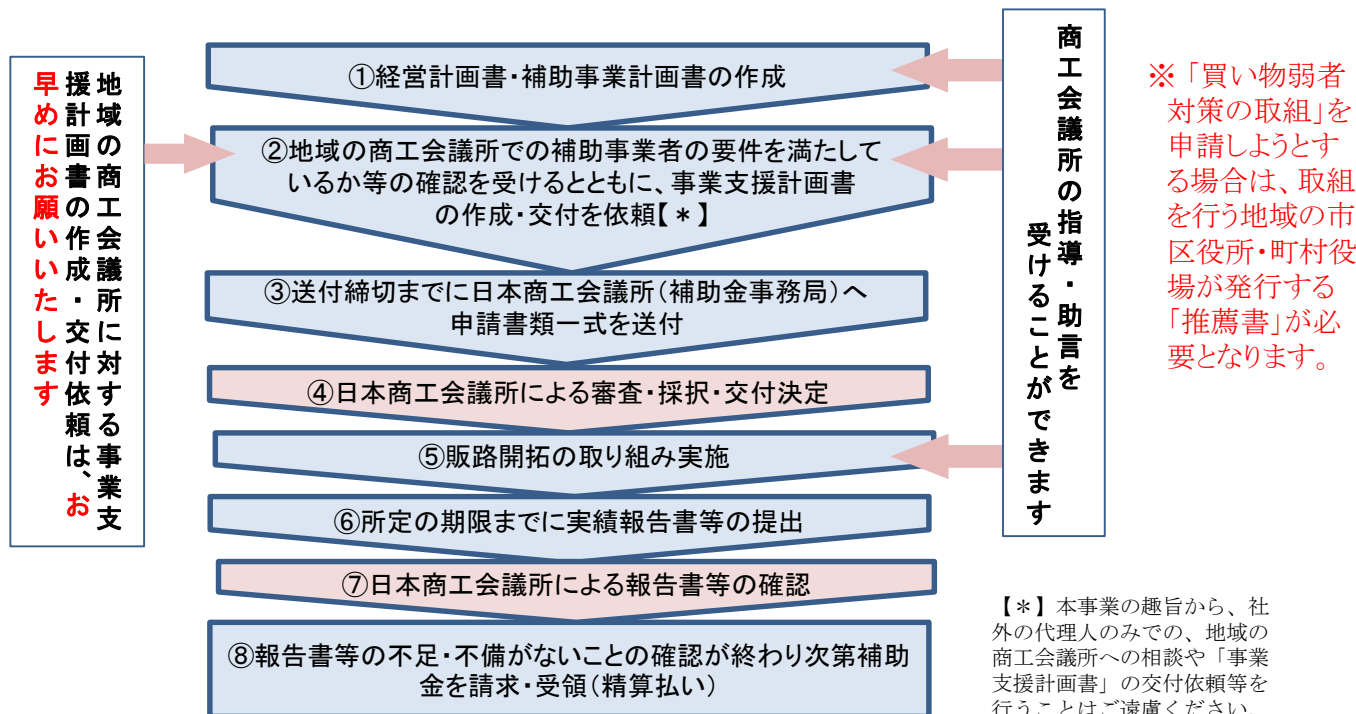 地域の商工会議所に対する事業支
援計画書の作成・交付依頼は、お
早めにお願いいたします
①経営計画書・補助事業計画書の作成
②地域の商工会議所での補助事業者の要件を満たして
いるか等の確認を受けるとともに、事業支援計画書
の作成・交付を依頼【＊】
③送付締切までに日本商工会議所（補助金事務局）へ
申請書類一式を送付
④日本商工会議所による審査・採択・交付決定
⑤販路開拓の取り組み実施
⑥所定の期限までに実績報告書等の提出
⑦日本商工会議所による報告書等の確認
⑧報告書等の不足・不備がないことの確認が終わり次第補助
金を請求・受領（精算払い）
商工会議所の指導・助言を
受けることができます
※「買い物弱者
対策の取組」を
申請しようとす
る場合は、取組
を行う地域の市
区役所・町村役
場が発行する
「推薦書」が必
要となります。
【＊】本事業の趣旨から、社
外の代理人のみでの、地域の
商工会議所への相談や「事業
支援計画書」の交付依頼等を
行うことはご遠慮ください。